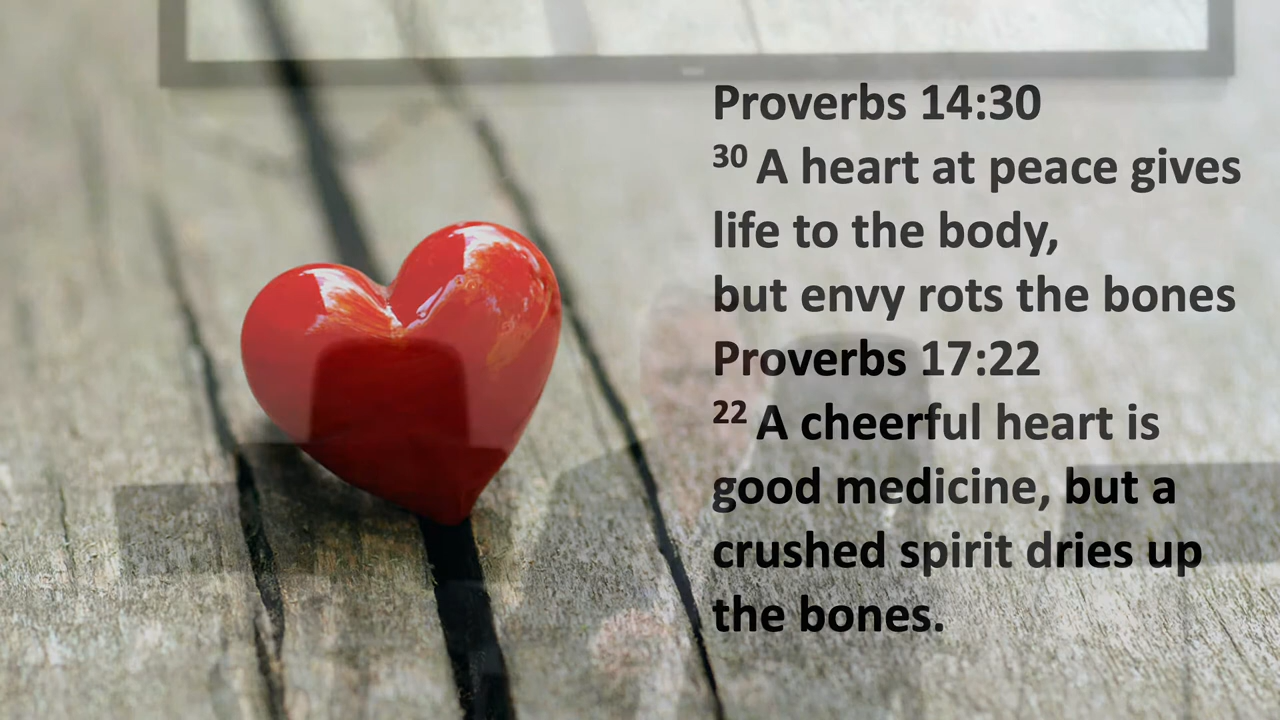 Proverbs 14:30
30 A heart at peace gives
life to the body,
but envy rots the bones
Proverbs 17:22
22 A cheerful heart is
good medicine, but a
crushed spirit dries up
the bones.